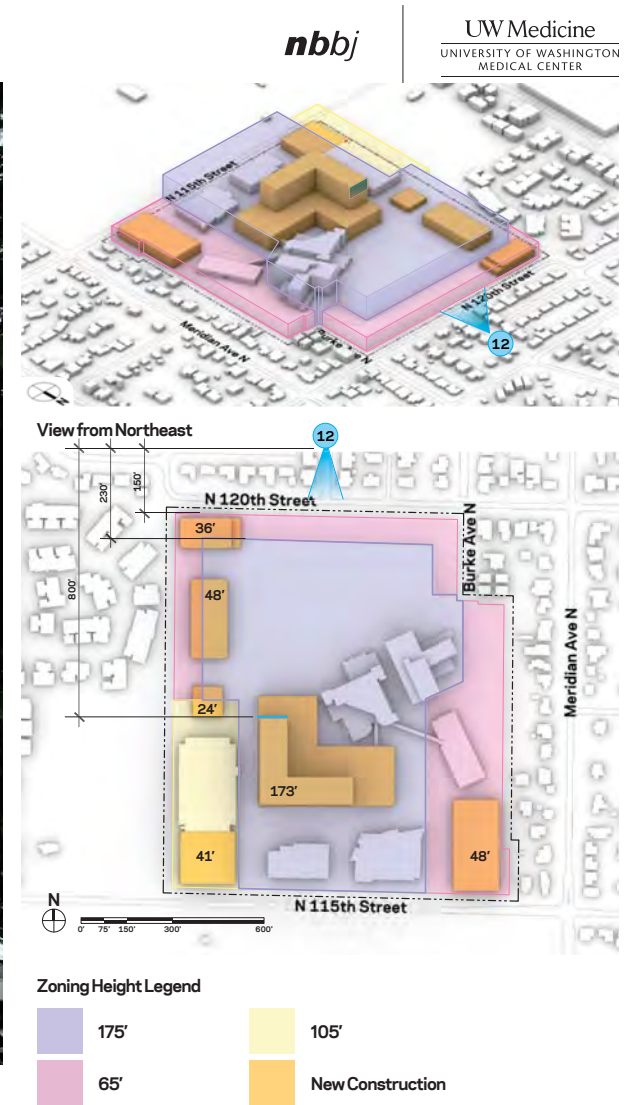 nbbj
UW Medicine
UNIVERSITY OF WASHINGTON
MEDICAL CENTER
N 115th Street
N 120th Street
Meridian Ave N
Burke Ave N
12
N
View from Northeast
12
150'
230'
800'
N 120th Street
Burke Ave N
Meridian Ave N
36'
48'
24'
173'
41'
48'
N 115th Street
N
0' 75' 150' 300' 600'
Zoning Height Legend
175'
105'
65'
New Construction